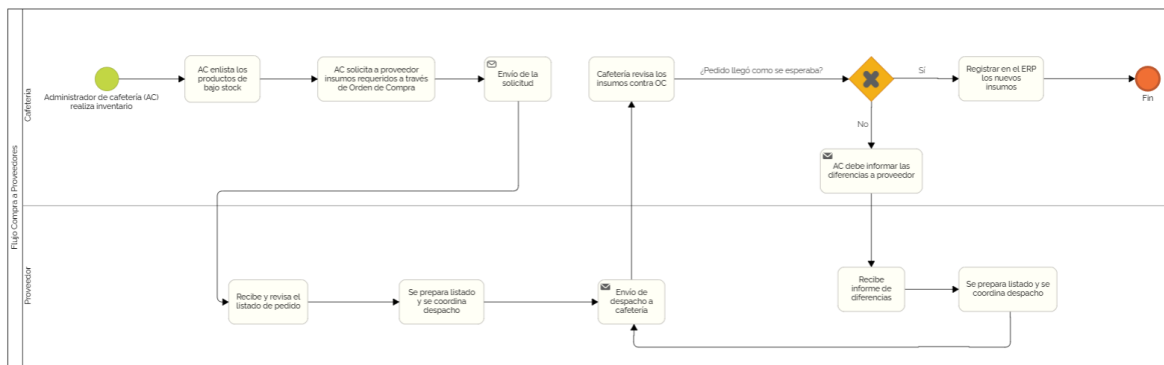 Flujo Compra a Proveedores
Cafetería
Administrador de cafetería (AC)
realiza inventario
AC enlista los
productos de
bajo stock
AC solicita a proveedor
insumos requeridos a través
de Orden de Compra
Envío de la
solicitud
Cafetería revisa los
insumos contra OC
¿Pedido llegó como se esperaba?
Sí
Registrar en el ERP
los nuevos
insumos
Fin
No
AC debe informar las
diferencias a proveedor
Proveedor
Recibe y revisa el
listado de pedido
Se prepara listado
y se coordina
despacho
Envío de
despacho a
cafetería
Recibe
informe de
diferencias
Se prepara listado y se
coordina despacho